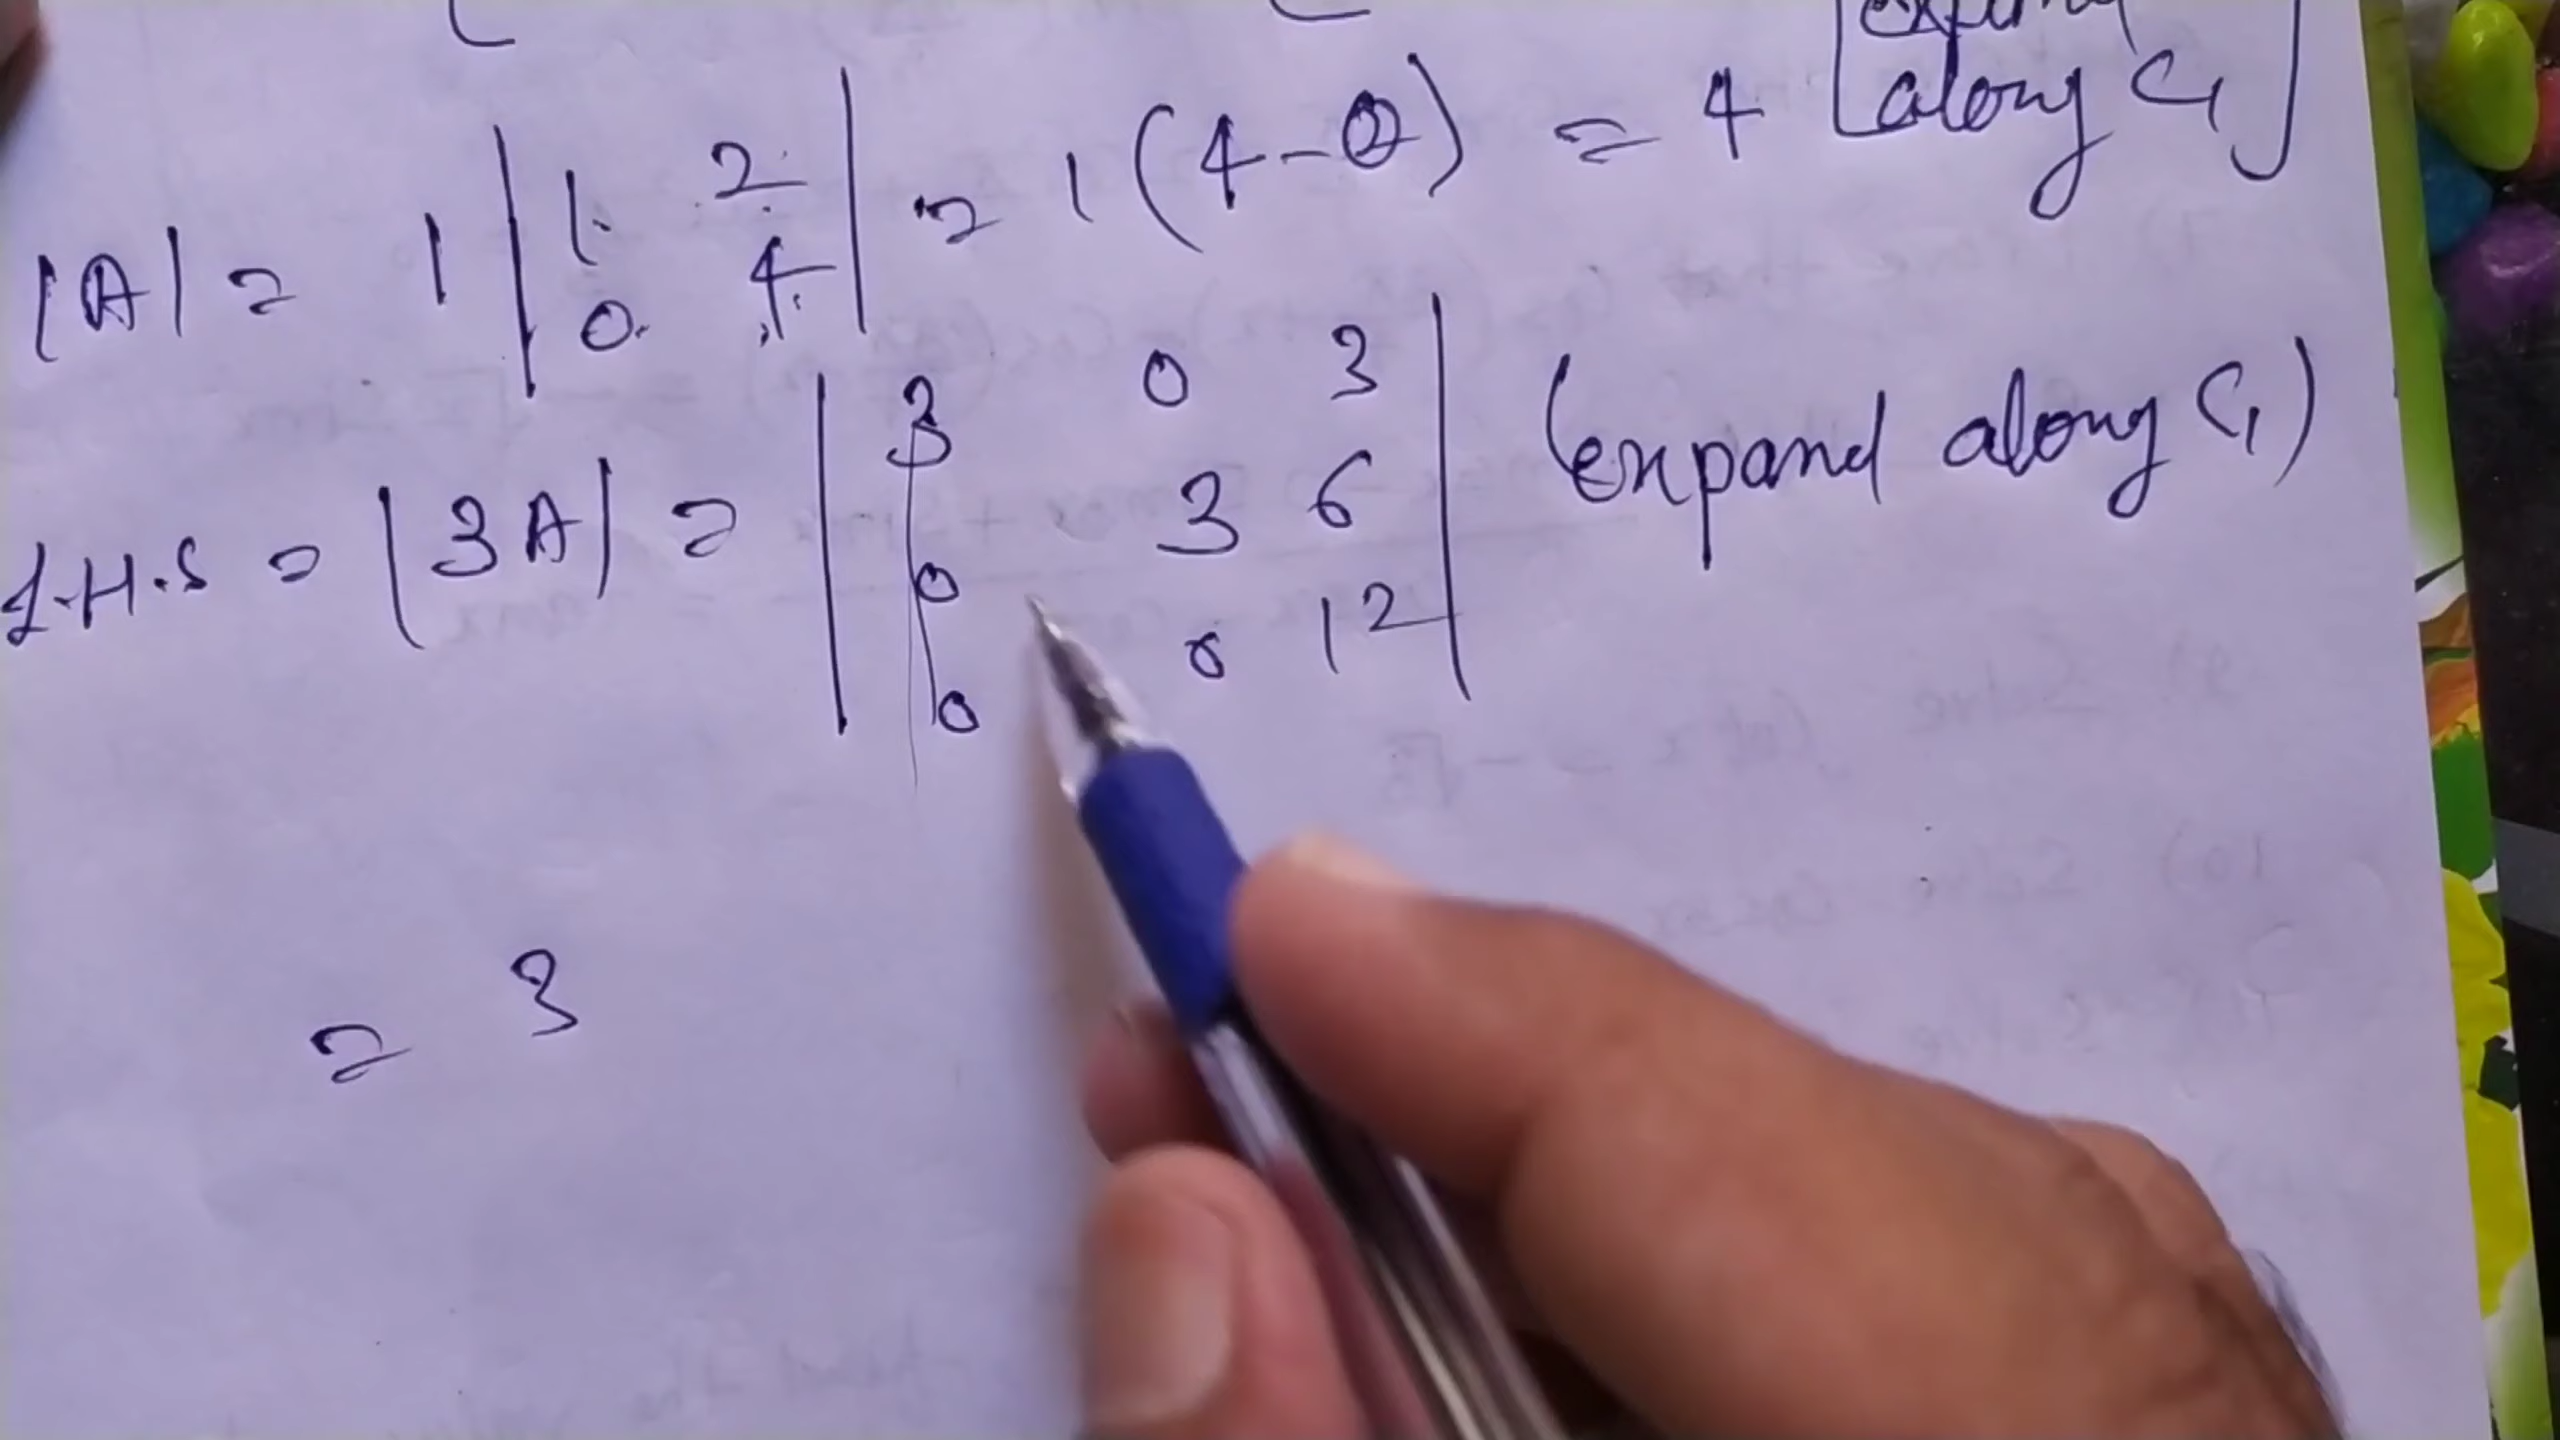 along C₁
|A| = 1 | 1 2 | = 1 (4-0) = 4
0 4
L.H.S = |3A| = | 3 0 3 | (expand along C₁)
0 3 6
0 0 12
= 3